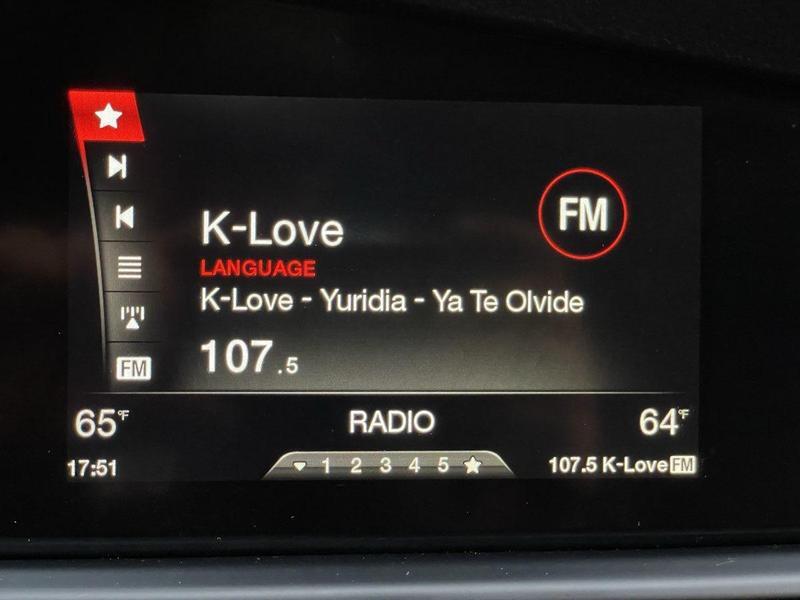 K-Love
FM
LANGUAGE
K-Love - Yuridia - Ya Te Olvide
107.5
FM
65°F
RADIO
64°F
17:51
1 2 3 4 5
107.5 K-Love FM